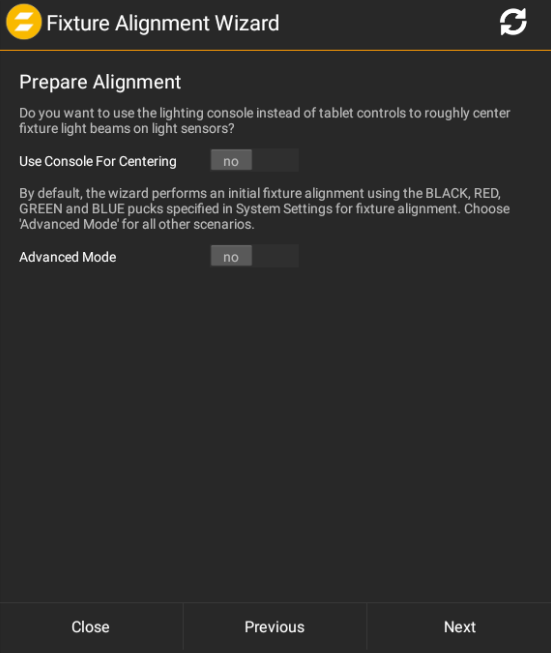 Fixture Alignment Wizard
Prepare Alignment
Do you want to use the lighting console instead of tablet controls to roughly center
fixture light beams on light sensors?
Use Console For Centering no
By default, the wizard performs an initial fixture alignment using the BLACK, RED,
GREEN and BLUE pucks specified in System Settings for fixture alignment. Choose
'Advanced Mode' for all other scenarios.
Advanced Mode no
Close Previous Next